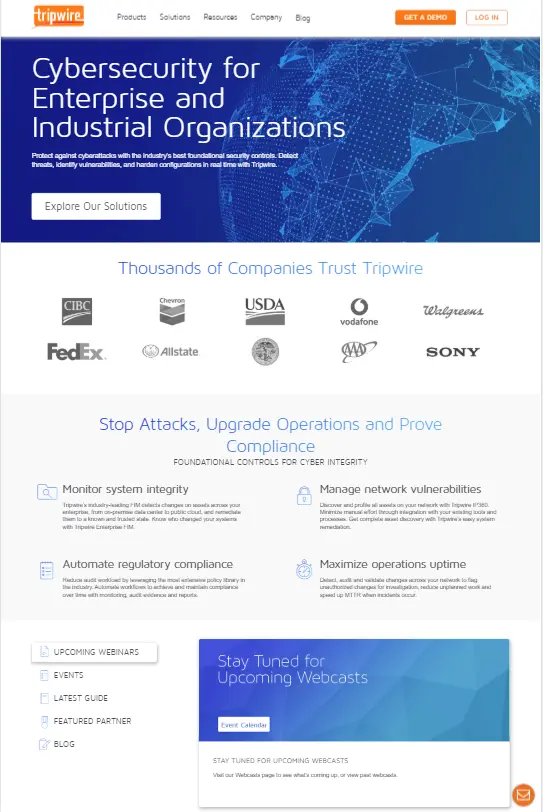 tripwire
Products Solutions Resources Company Blog
GET A DEMO LOG IN
Cybersecurity for
Enterprise and
Industrial Organizations
Protect against cyberattacks with the industry's best foundational security controls. Detect
threats, identify vulnerabilities, and harden configurations in real time with Tripwire.
Explore Our Solutions
Thousands of Companies Trust Tripwire
CIBC Chevron USDA vodafone Walgreens
FedEx Allstate AAA SONY
Stop Attacks, Upgrade Operations and Prove
Compliance
FOUNDATIONAL CONTROLS FOR CYBER INTEGRITY
Monitor system integrity
Tripwire's industry-leading FIM detects changes on assets across your
enterprise, from on-premise data center to public cloud, and remediate
them to a known and trusted state. Know who changed your systems
with Tripwire Enterprise FIM.
Manage network vulnerabilities
Discover and profile all assets on your network with Tripwire IP360.
Minimize manual effort through integration with your existing tools and
processes. Get complete asset discovery with Tripwire's easy system
remediation.
Automate regulatory compliance
Reduce audit workload by leveraging the most extensive policy library in
the industry. Automate workflows to achieve and maintain compliance
over time with monitoring, audit evidence and reports.
Maximize operations uptime
Detect, audit and validate changes across your network to flag
unauthorized changes for investigation, reduce unplanned work and
speed up MTTR when incidents occur.
UPCOMING WEBINARS
EVENTS
LATEST GUIDE
FEATURED PARTNER
BLOG
Stay Tuned for
Upcoming Webcasts
Event Calendar
STAY TUNED FOR UPCOMING WEBCASTS
Visit our Webcasts page to see what's coming up, or view past webcasts.